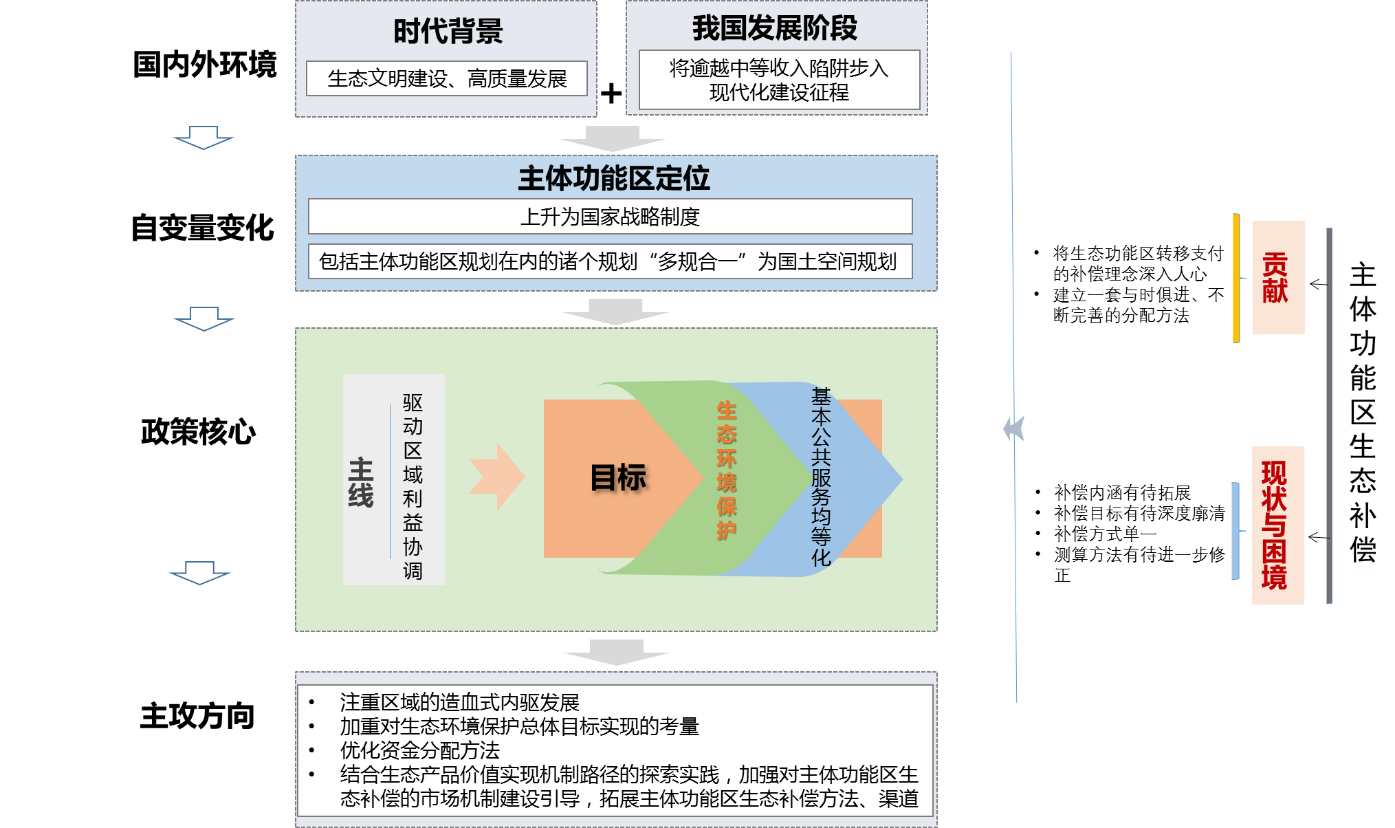 国内外环境
时代背景
生态文明建设、高质量发展
+
我国发展阶段
将逾越中等收入陷阱步入
现代化建设征程
自变量变化
主体功能区定位
上升为国家战略制度
包括主体功能区规划在内的诸个规划“多规合一”为国土空间规划
政策核心
主线
驱动区域利益协调
目标
生态环境保护
基本公共服务均等化
主攻方向
• 注重区域的造血式内驱发展
• 加重对生态环境保护总体目标实现的考量
• 优化资金分配方法
• 结合生态产品价值实现机制路径的探索实践，加强对主体功能区生
态补偿的市场机制建设引导，拓展主体功能区生态补偿方法、渠道
• 将生态功能区转移支付
的补偿理念深入人心
• 建立一套与时俱进、不
断完善的分配方法
贡献
• 补偿内涵有待拓展
• 补偿目标有待深度廓清
• 补偿方式单一
• 测算方法有待进一步修
正
现状与困境
主体功能区生态补偿